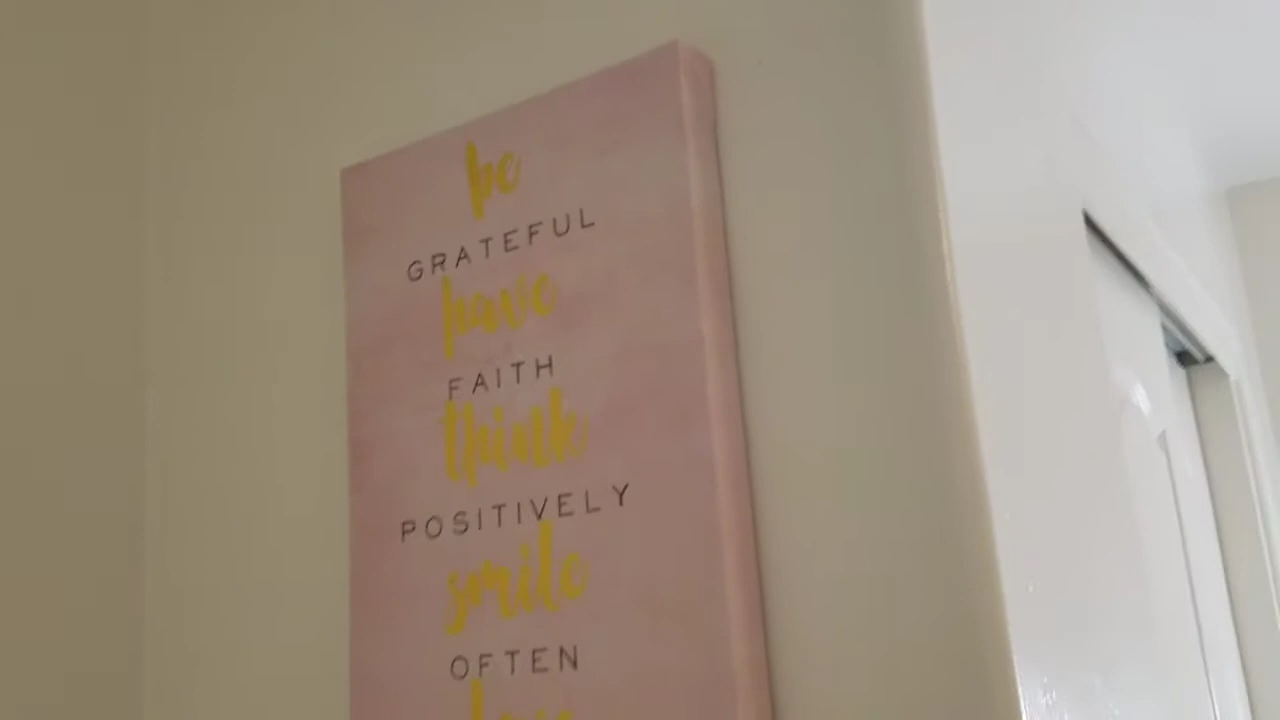 be
GRATEFUL
have
FAITH
think
POSITIVELY
smile
OFTEN